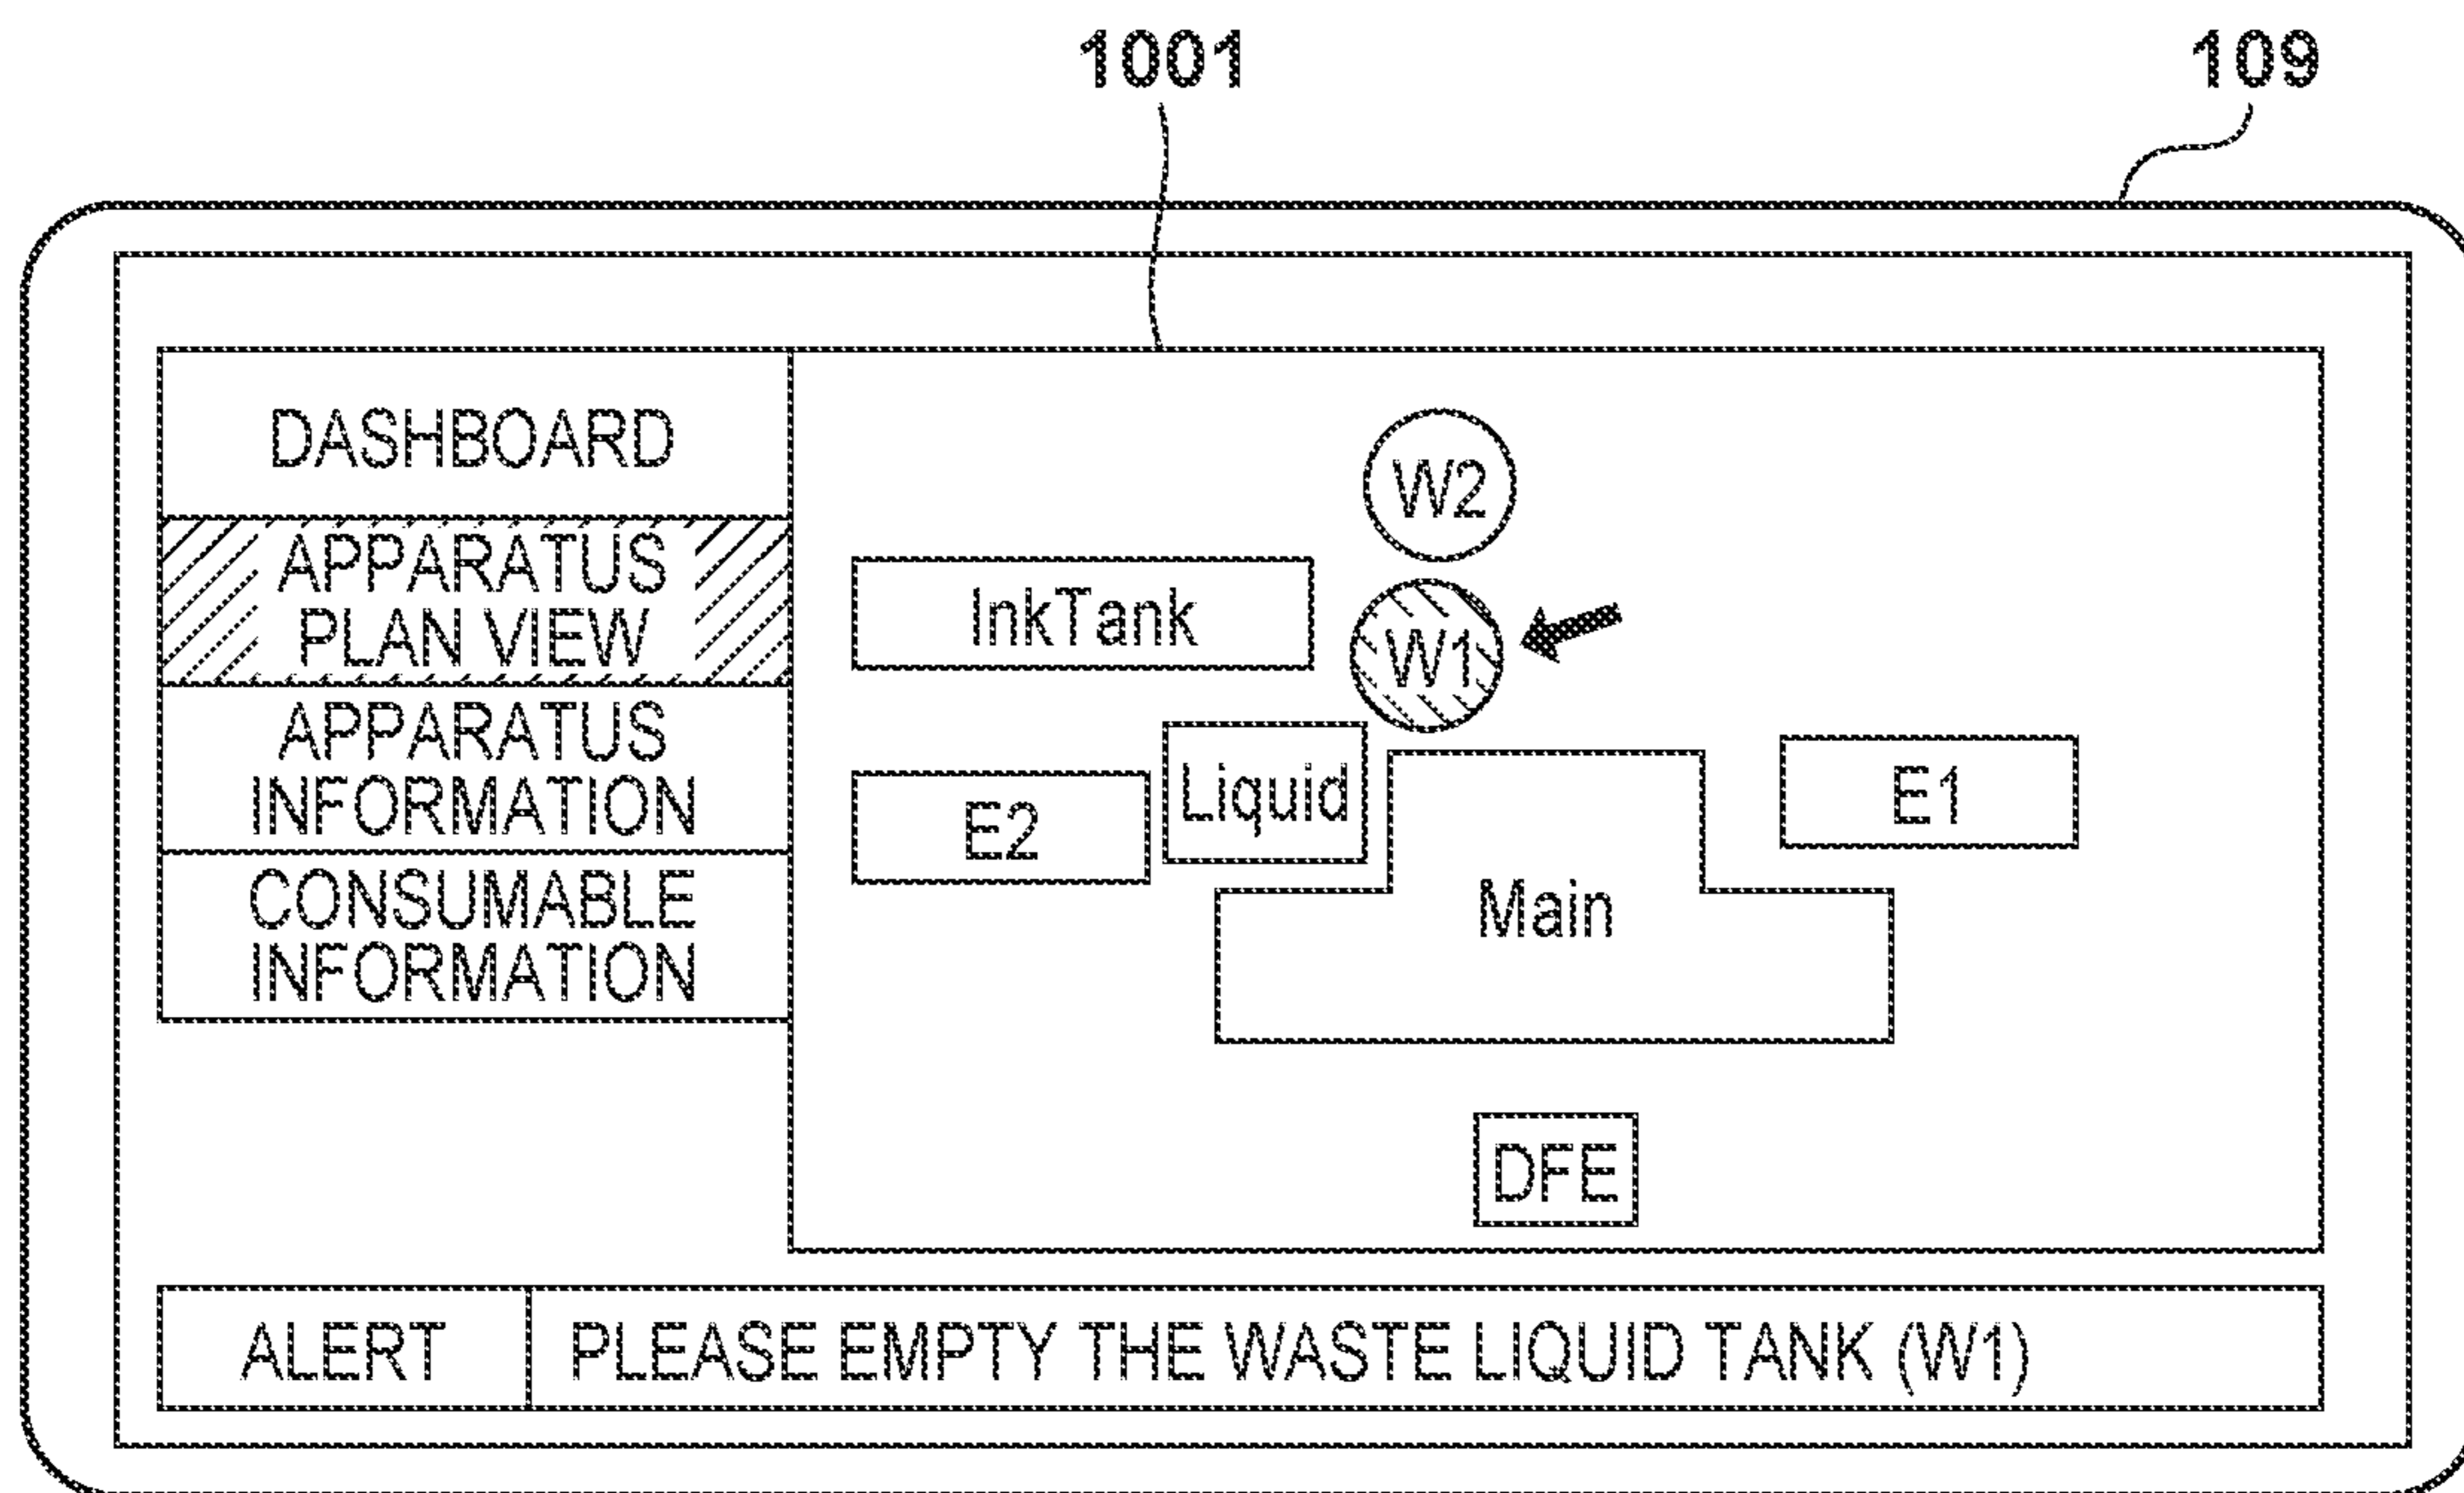 1001
109
DASHBOARD
APPARATUS
PLAN VIEW
APPARATUS
INFORMATION
CONSUMABLE
INFORMATION
W2
InkTank
W1
Liquid
E2
E1
Main
DFE
ALERT
PLEASE EMPTY THE WASTE LIQUID TANK (W1)